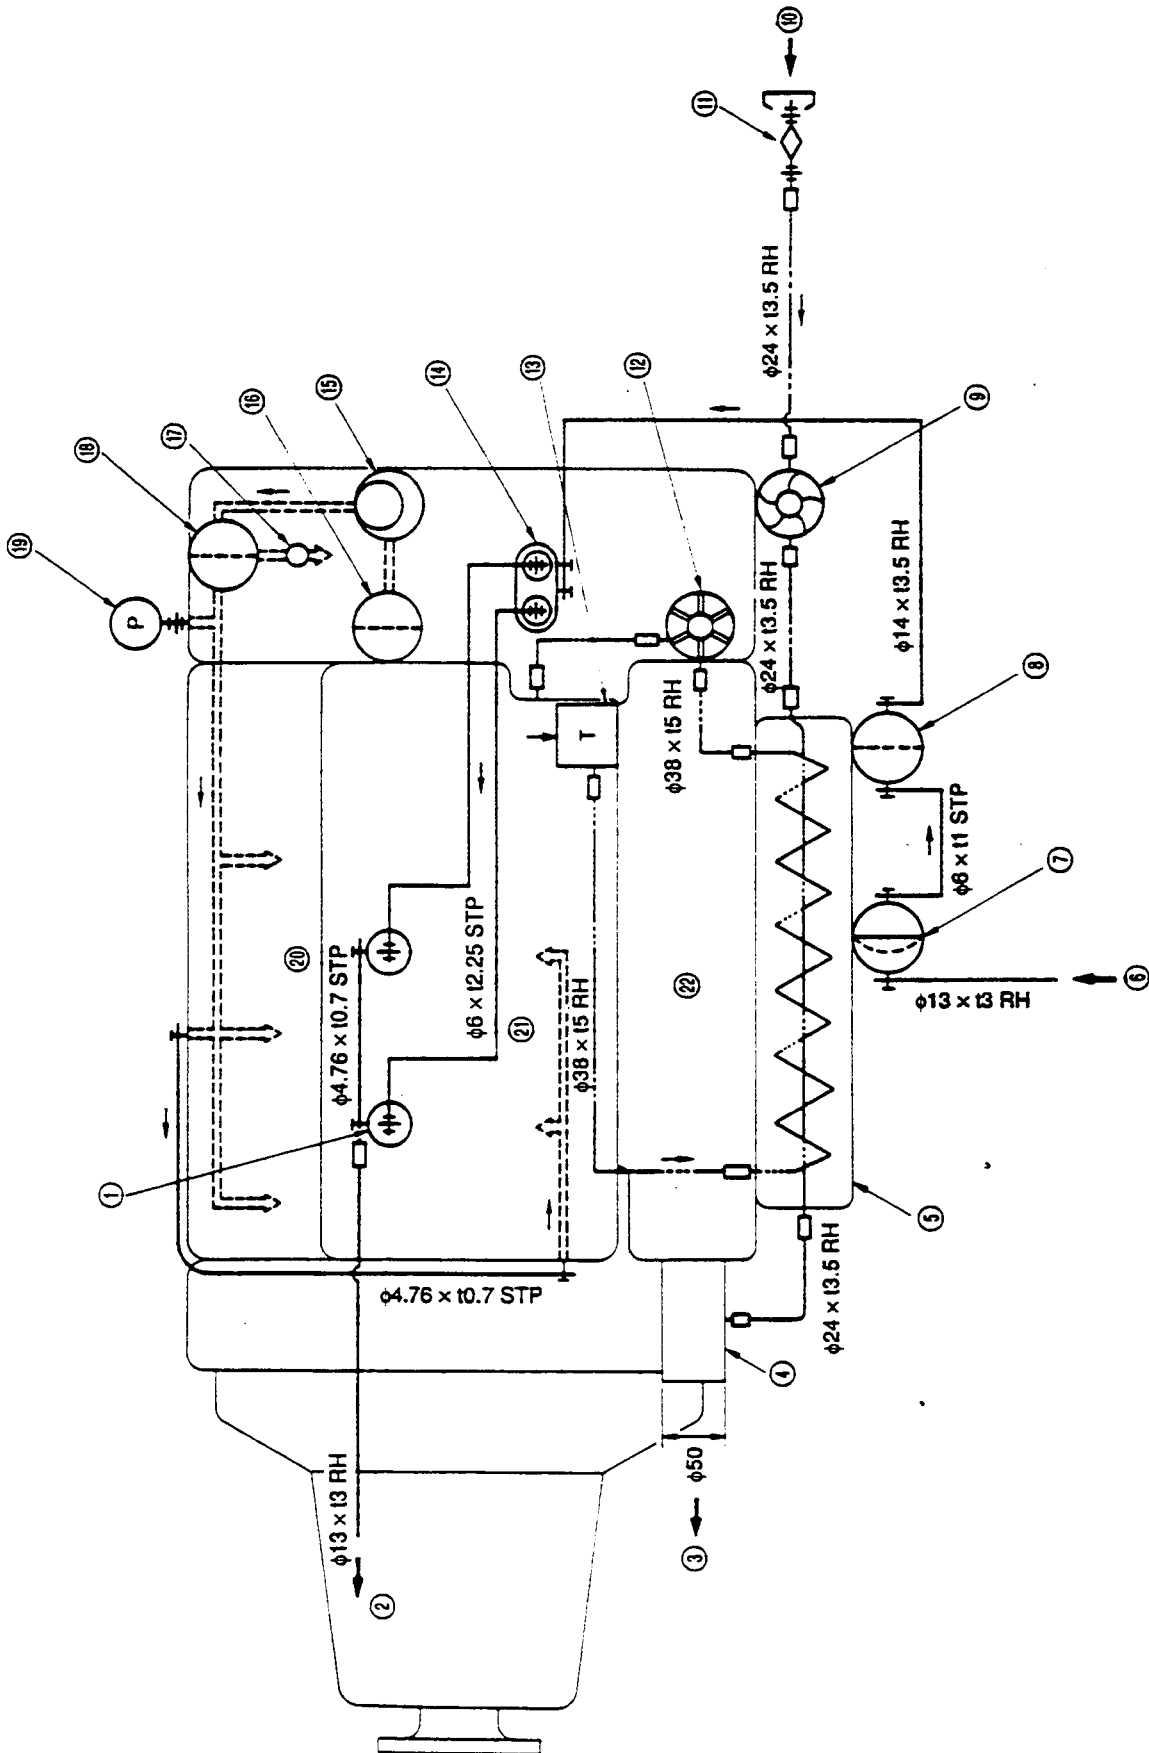 ⑩
⑪
φ24 × t3.5 RH
⑬
⑭
⑫
⑯
⑮
⑰
⑱
⑨
⑲
P
φ14 × t3.5 RH
φ24 × t3.5 RH
φ38 × t5 RH
⑧
T
φ6 × t1 STP
⑦
φ6 × t2.25 STP
⑳
φ4.76 × t0.7 STP
㉑
φ38 × t5 RH
㉒
⑥
φ13 × t3 RH
①
⑤
φ4.76 × t0.7 STP
φ24 × t3.5 RH
④
φ50
φ13 × t3 RH
③
②